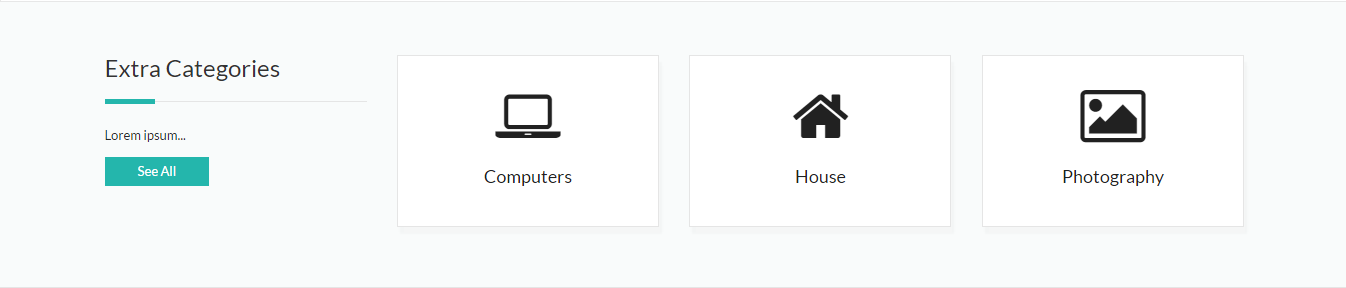 Extra Categories
Lorem ipsum...
See All
Computers
House
Photography